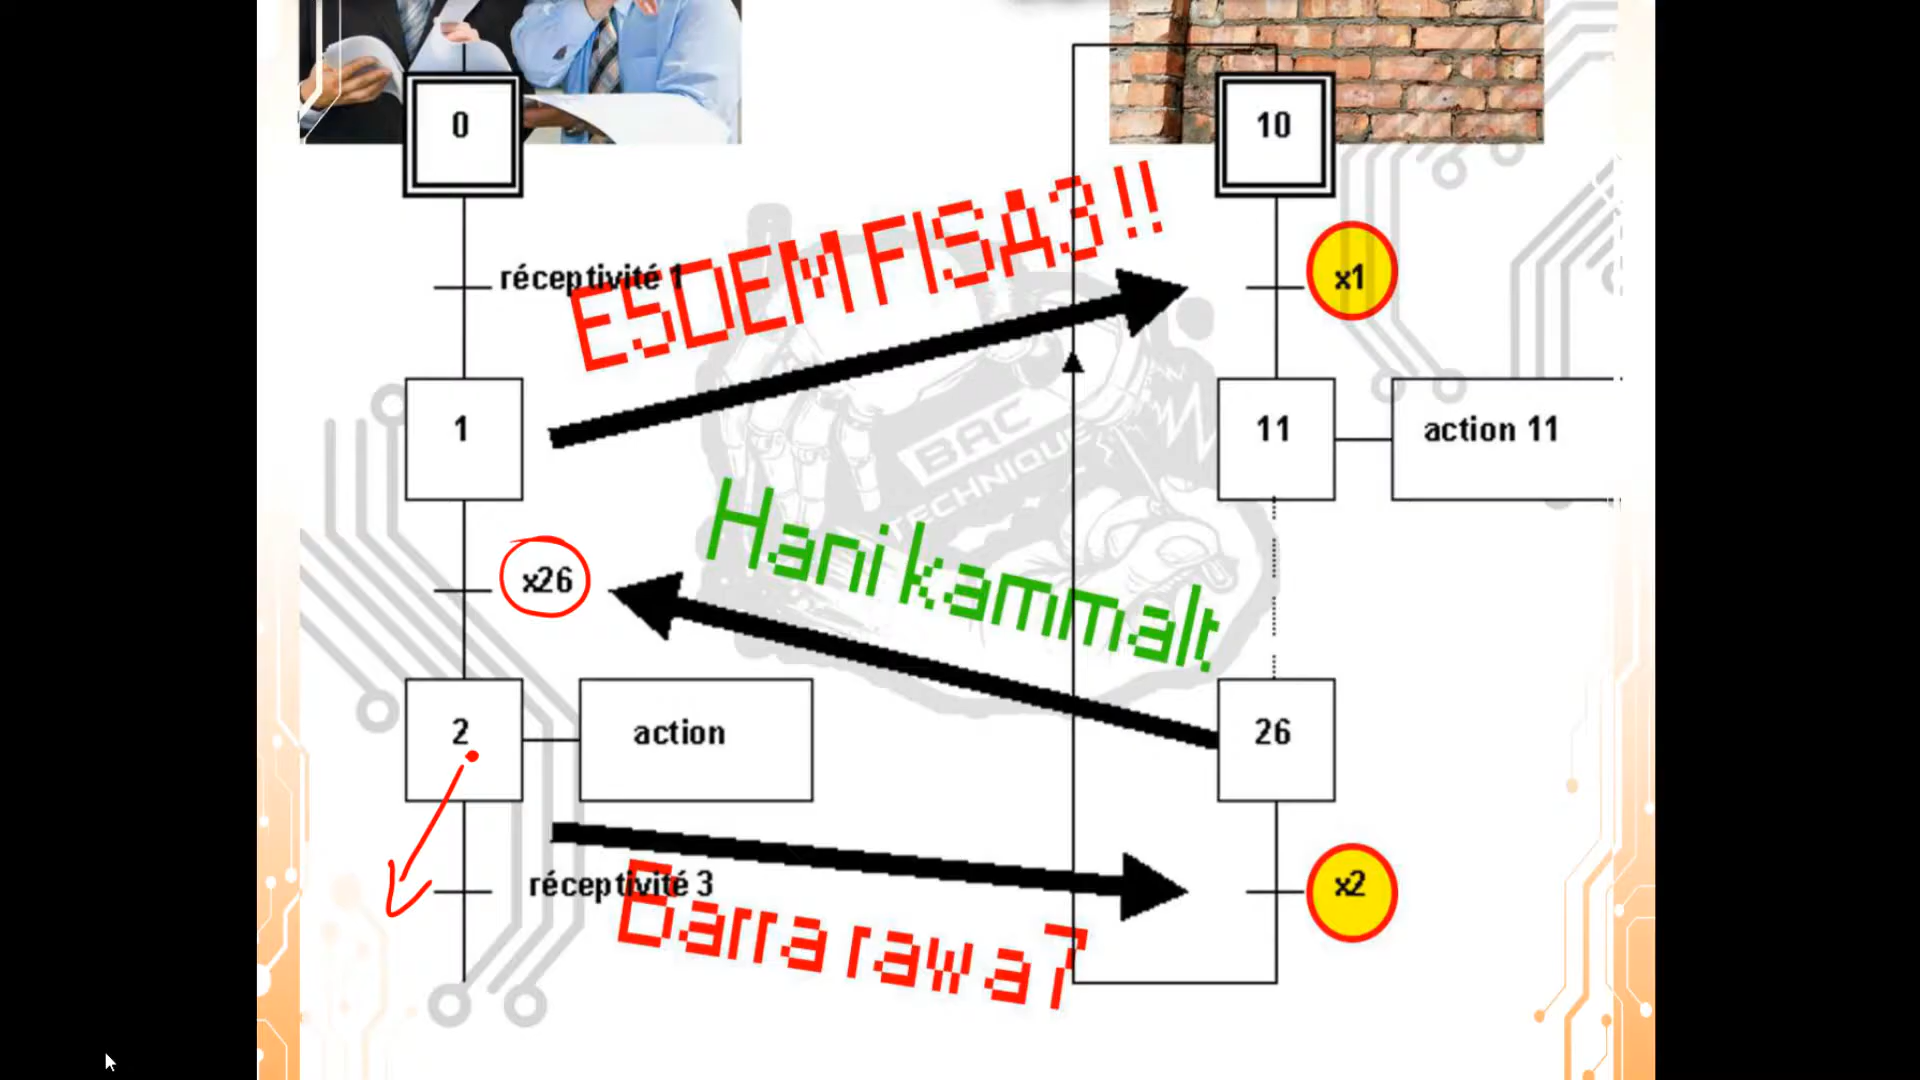 0
10
ESDEM FISA3 !!
réceptivité 1
x1
1
11
action 11
BAC
TECHNIQUE
Hani kammalt
x26
2
action
26
réceptivité 3
x2
Barra rawa7